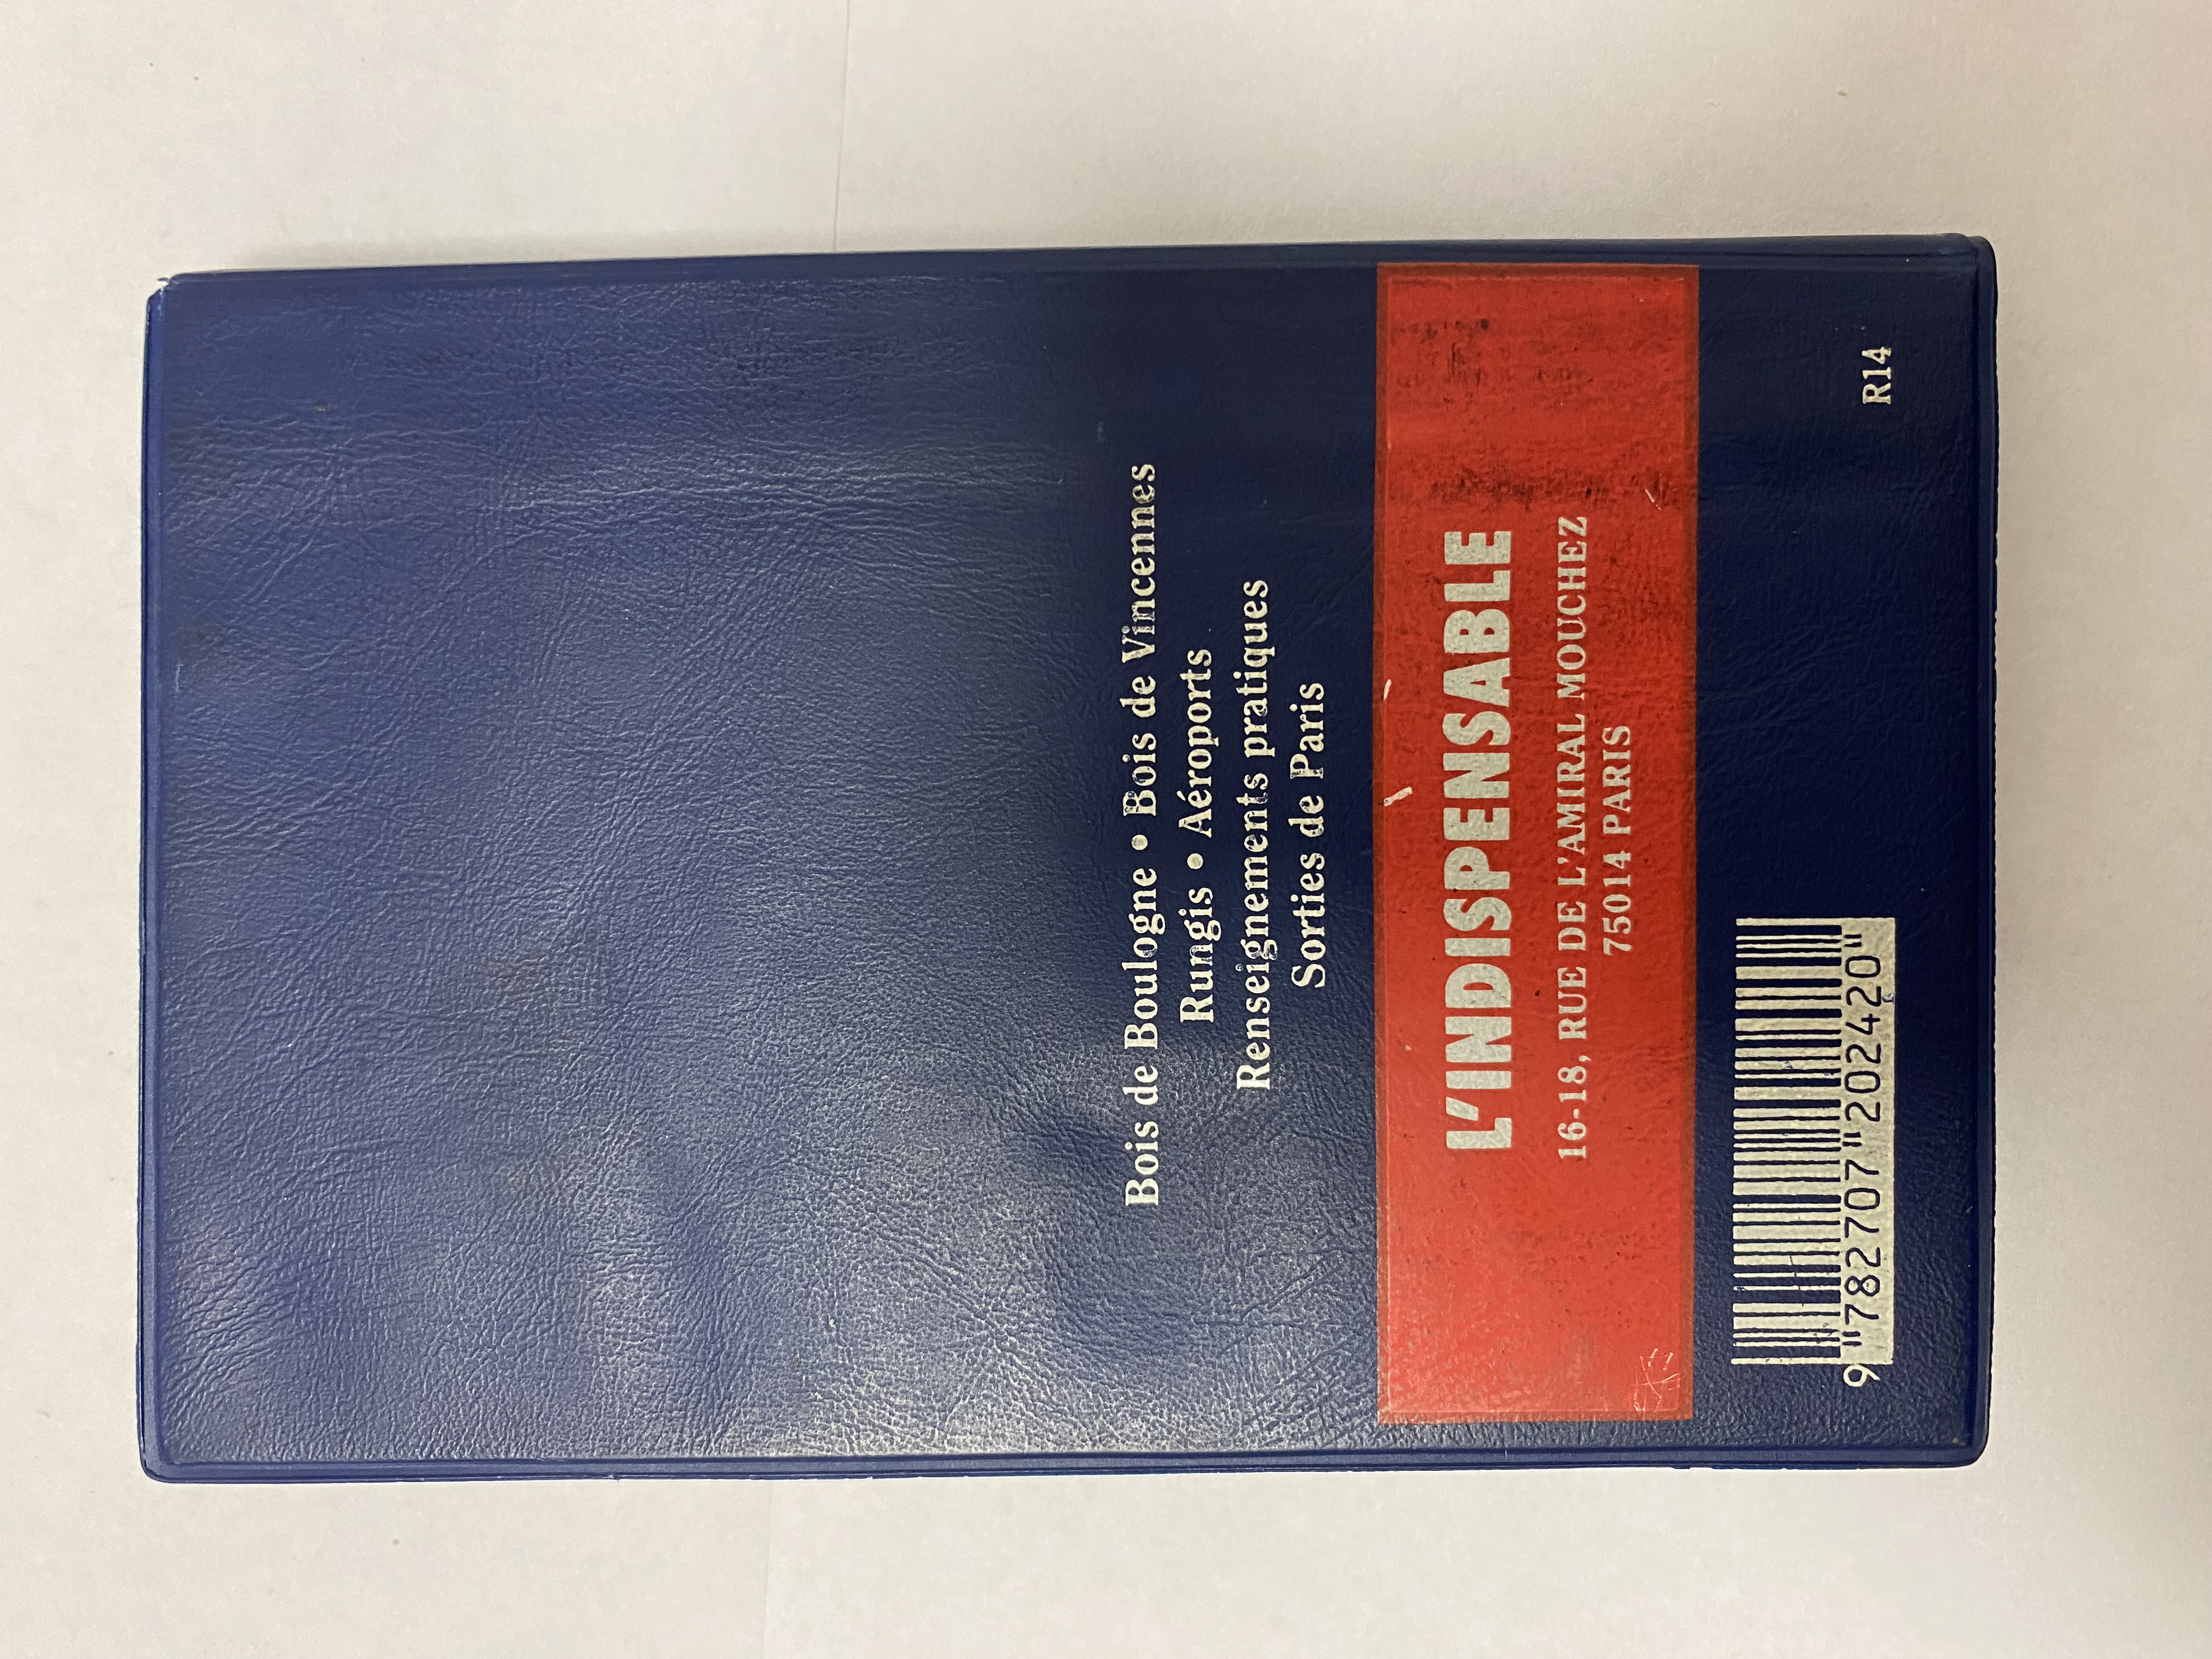 Bois de Boulogne • Bois de Vincennes
Rungis • Aéroports
Renseignements pratiques
Sorties de Paris
L'INDISPENSABLE
16-18, RUE DE L'AMIRAL MOUCHEZ
75014 PARIS
9 "782707"202420"
R14